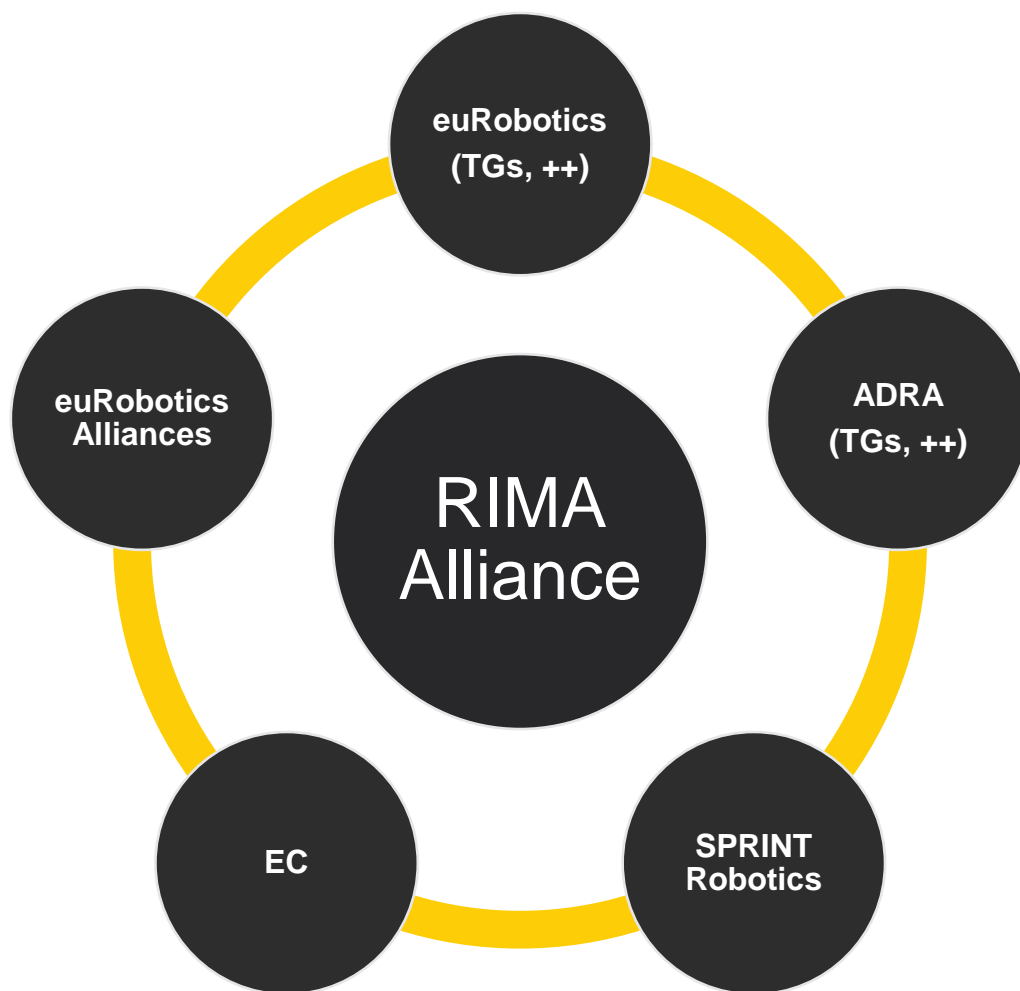 euRobotics
(TGs, ++)
ADRA
(TGs, ++)
euRobotics
Alliances
RIMA
Alliance
SPRINT
Robotics
EC